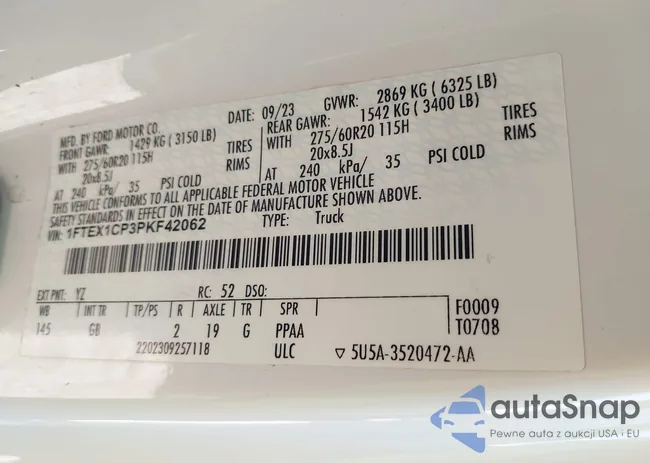 MFD. BY FORD MOTOR CO.
DATE: 09/23 GVWR: 2869 KG ( 6325 LB)
FRONT GAWR: 1429 KG ( 3150 LB) REAR GAWR: 1542 KG ( 3400 LB)
WITH 275/60R20 115H TIRES WITH 275/60R20 115H TIRES
20x8.5J RIMS 20x8.5J RIMS
AT 240 kPa/ 35 PSI COLD AT 240 kPa/ 35 PSI COLD
THIS VEHICLE CONFORMS TO ALL APPLICABLE FEDERAL MOTOR VEHICLE
SAFETY STANDARDS IN EFFECT ON THE DATE OF MANUFACTURE SHOWN ABOVE.
VIN: 1FTEX1CP3PKF42062 TYPE: Truck
EXT PNT: YZ RC: 52 DSO:
WB INT TR TP/PS R AXLE TR SPR F0009
145 GB 2 19 G PPAA T0708
2202309257118 ULC ▽ 5U5A-3520472-AA
autaSnap
Pewne auta z aukcji USA i EU